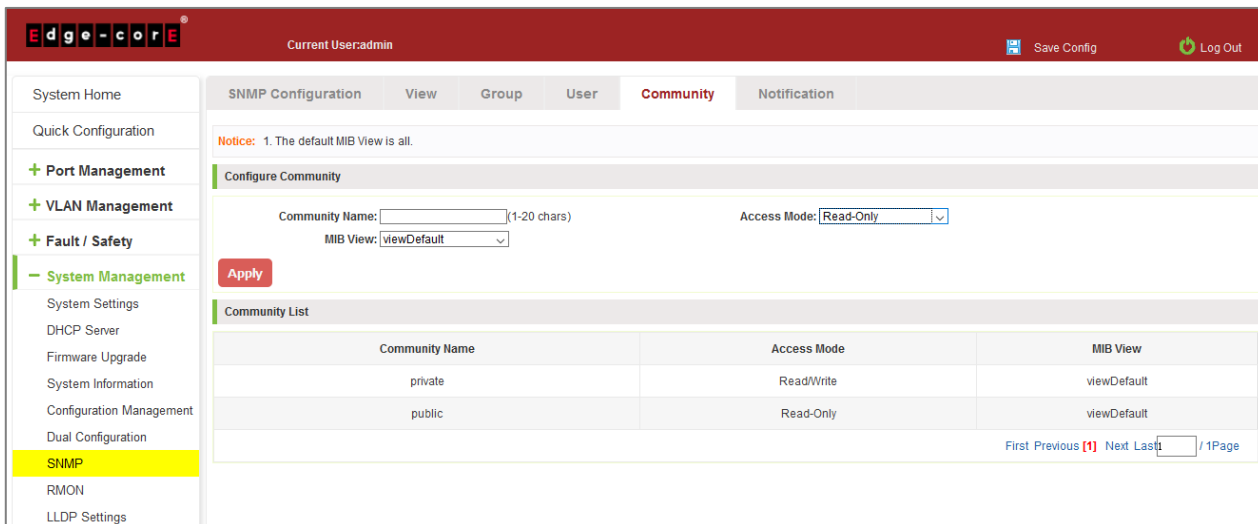 Edge-corE®
Current User:admin
Save Config
Log Out
System Home
Quick Configuration
+ Port Management
+ VLAN Management
+ Fault / Safety
− System Management
System Settings
DHCP Server
Firmware Upgrade
System Information
Configuration Management
Dual Configuration
SNMP
RMON
LLDP Settings
SNMP Configuration View Group User Community Notification
Notice: 1. The default MIB View is all.
Configure Community
Community Name: (1-20 chars) Access Mode: Read-Only
MIB View: viewDefault
Apply
Community List
Community Name Access Mode MIB View
private Read/Write viewDefault
public Read-Only viewDefault
First Previous [1] Next Last 1 / 1Page